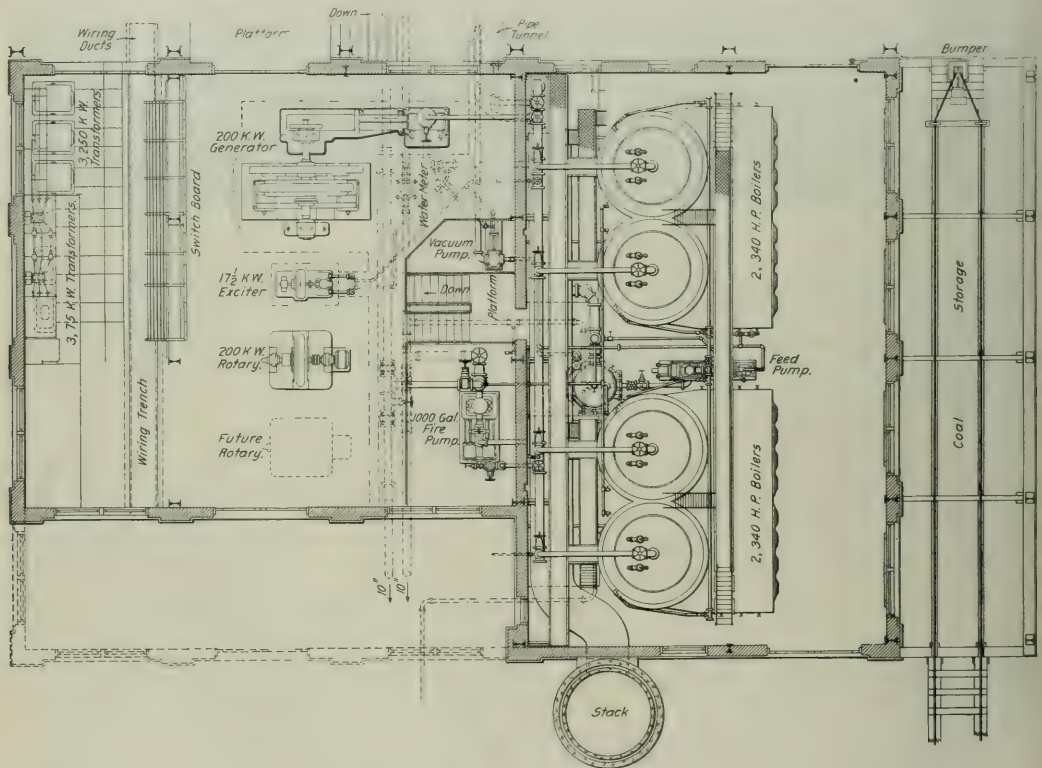 Down
Wiring
Ducts
Platform
Pipe
Tunnel
Bumper
3,250 K.W.
Transformers.
3,75 K.W. Transformers.
Switch Board
Wiring Trench
200 K.W.
Generator
Water Meter
Vacuum
Pump.
17½ K.W.
Exciter
Down
Platform
200 K.W.
Rotary.
Future
Rotary.
1000 Gal.
Fire
Pump.
2, 340 H.P. Boilers
Feed
Pump.
2, 340 H.P. Boilers
Storage
Coal
10"
10"
Stack